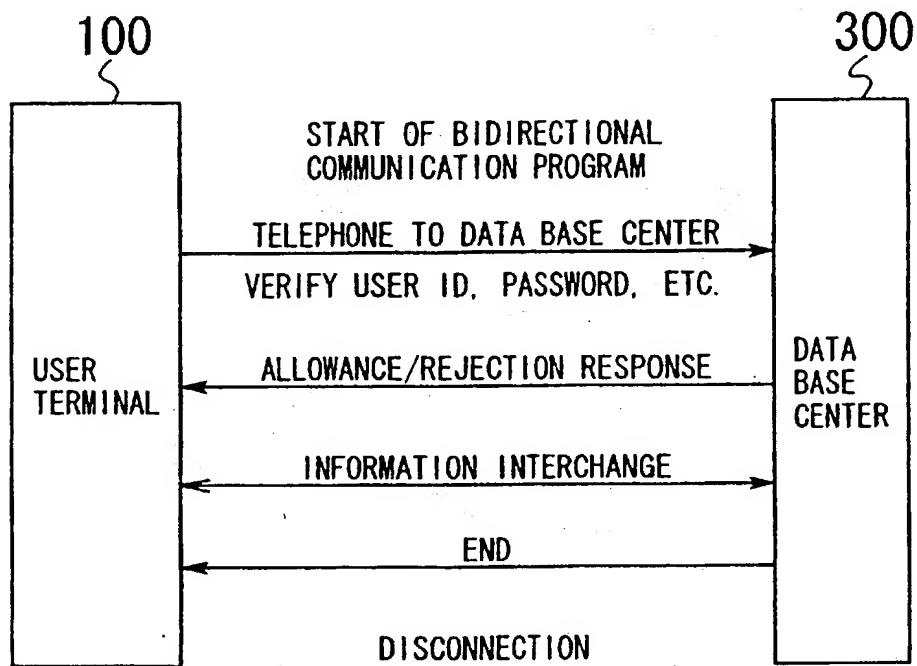 100
300
START OF BIDIRECTIONAL
COMMUNICATION PROGRAM
TELEPHONE TO DATA BASE CENTER
VERIFY USER ID, PASSWORD, ETC.
ALLOWANCE/REJECTION RESPONSE
USER
TERMINAL
DATA
BASE
CENTER
INFORMATION INTERCHANGE
END
DISCONNECTION